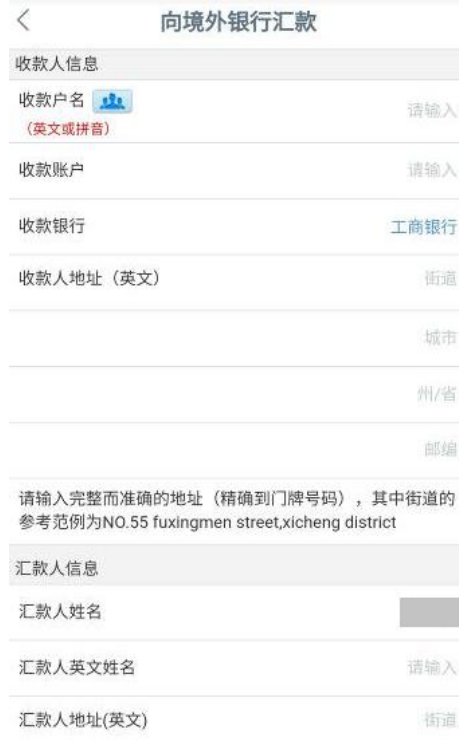 向境外银行汇款
收款人信息
收款户名
(英文或拼音)
请输入
收款账户
请输入
收款银行
工商银行
收款人地址（英文）
街道
城市
州/省
邮编
请输入完整而准确的地址（精确到门牌号码），其中街道的
参考范例为NO.55 fuxingmen street,xicheng district
汇款人信息
汇款人姓名
汇款人英文姓名
请输入
汇款人地址(英文)
街道